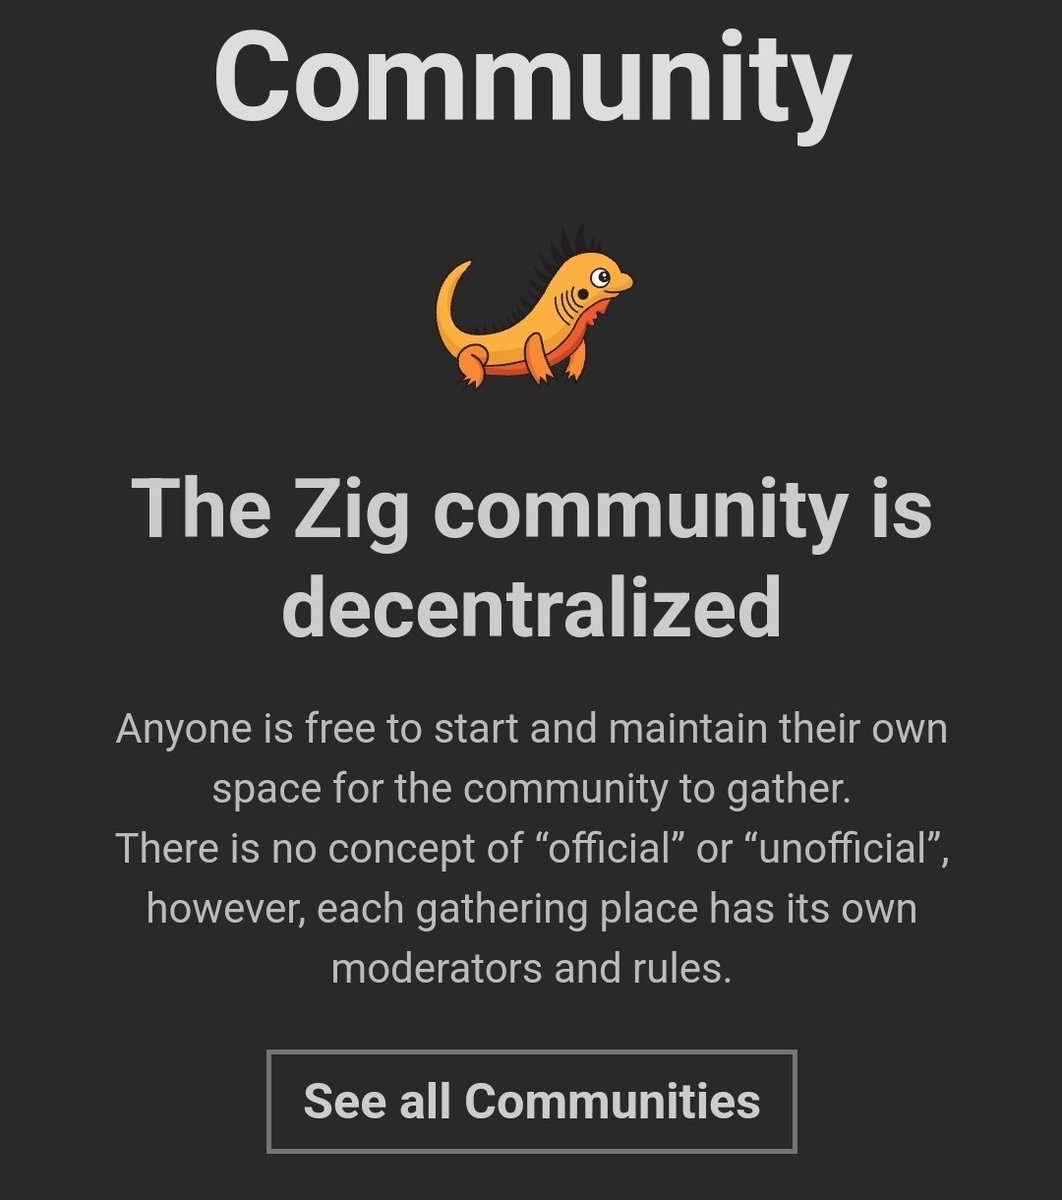 Community
The Zig community is
decentralized
Anyone is free to start and maintain their own
space for the community to gather.
There is no concept of “official” or “unofficial”,
however, each gathering place has its own
moderators and rules.
See all Communities